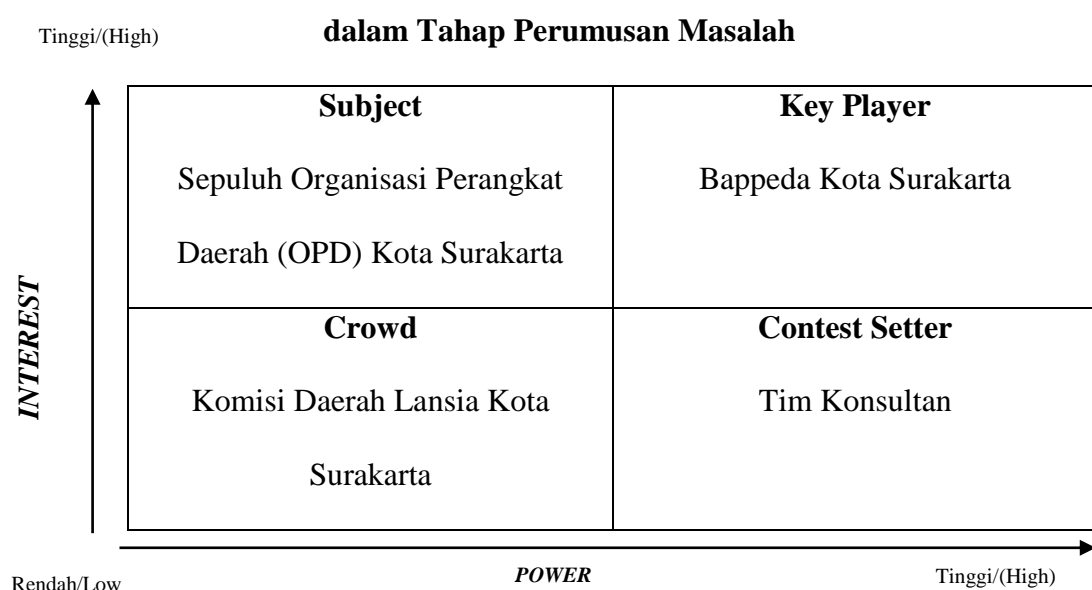 dalam Tahap Perumusan Masalah
Tinggi/(High)
Subject
Sepuluh Organisasi Perangkat
Daerah (OPD) Kota Surakarta
Key Player
Bappeda Kota Surakarta
INTEREST
Crowd
Komisi Daerah Lansia Kota
Surakarta
Contest Setter
Tim Konsultan
Rendah/Low
POWER
Tinggi/(High)